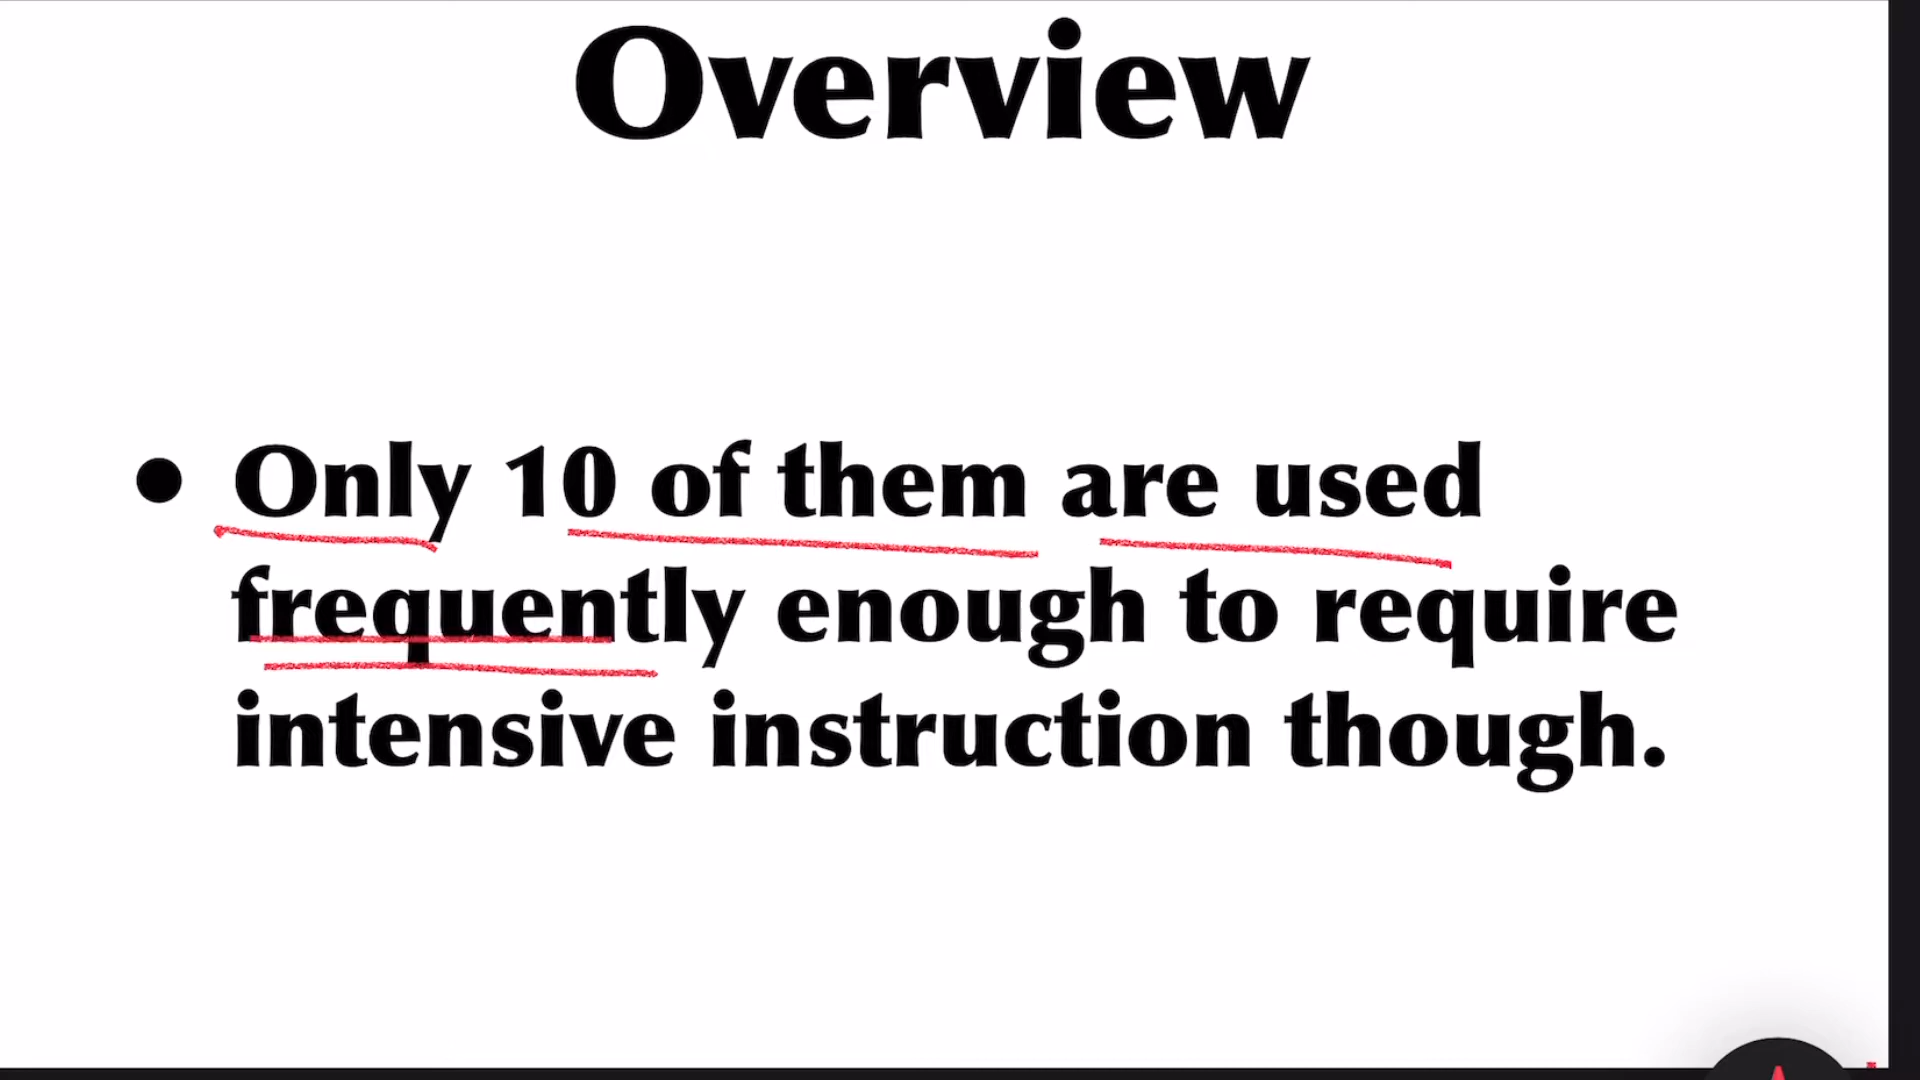 Overview
• Only 10 of them are used
frequently enough to require
intensive instruction though.